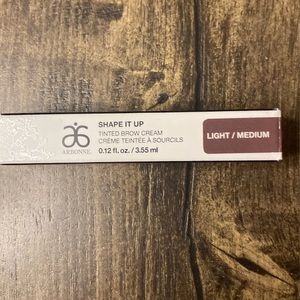 ARBONNE
SHAPE IT UP
TINTED BROW CREAM
CRÈME TEINTÉE À SOURCILS
0.12 fl. oz. / 3.55 ml
LIGHT / MEDIUM